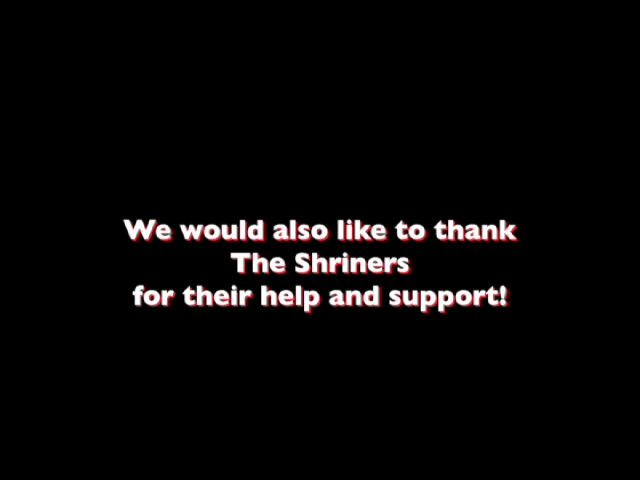 We would also like to thank
The Shriners
for their help and support!